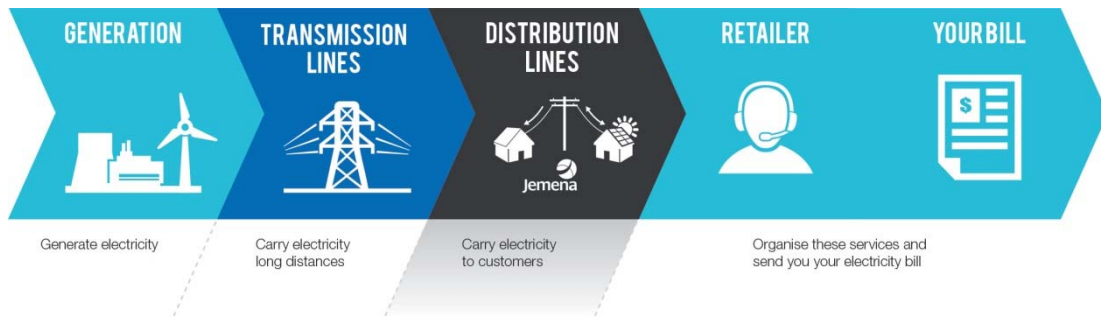 GENERATION
TRANSMISSION
LINES
DISTRIBUTION
LINES
RETAILER
YOUR BILL
$
Jemena
Generate electricity
Carry electricity
long distances
Carry electricity
to customers
Organise these services and
send you your electricity bill